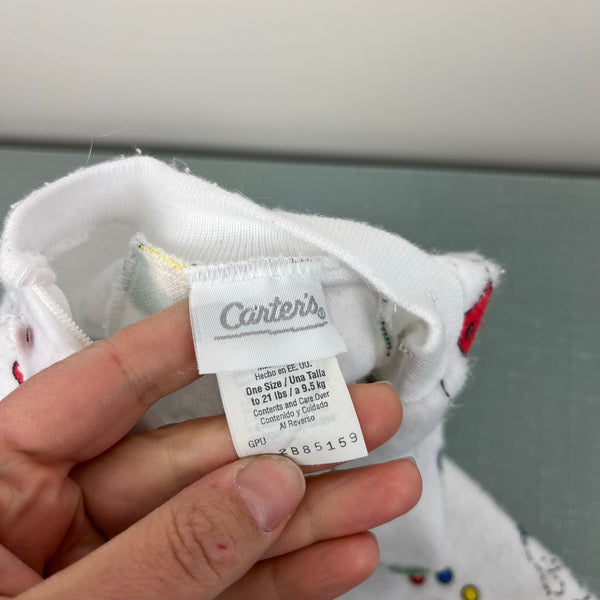 Carter's®
Hecho en EE.UU.
One Size / Una Talla
to 21 lbs / a 9.5 kg
Contents and Care Over
Contenido y Cuidado
Al Reverso
GPU
2B85159